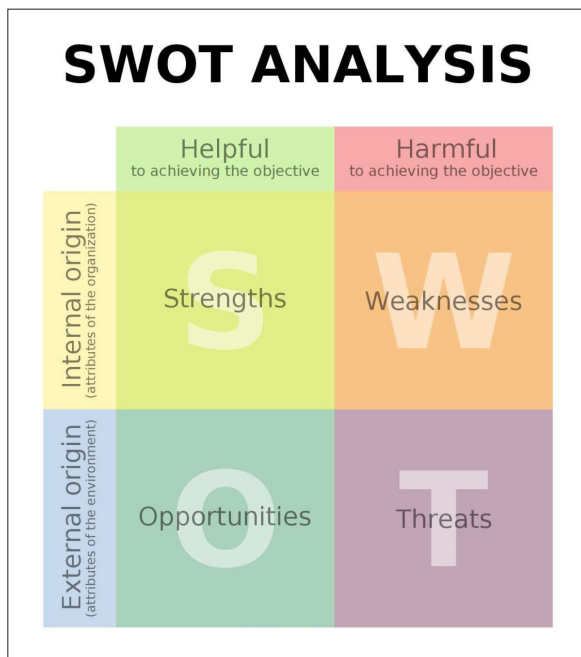 SWOT ANALYSIS
Helpful
to achieving the objective
Harmful
to achieving the objective
Internal origin
(attributes of the organization)
S
Strengths
W
Weaknesses
External origin
(attributes of the environment)
O
Opportunities
T
Threats